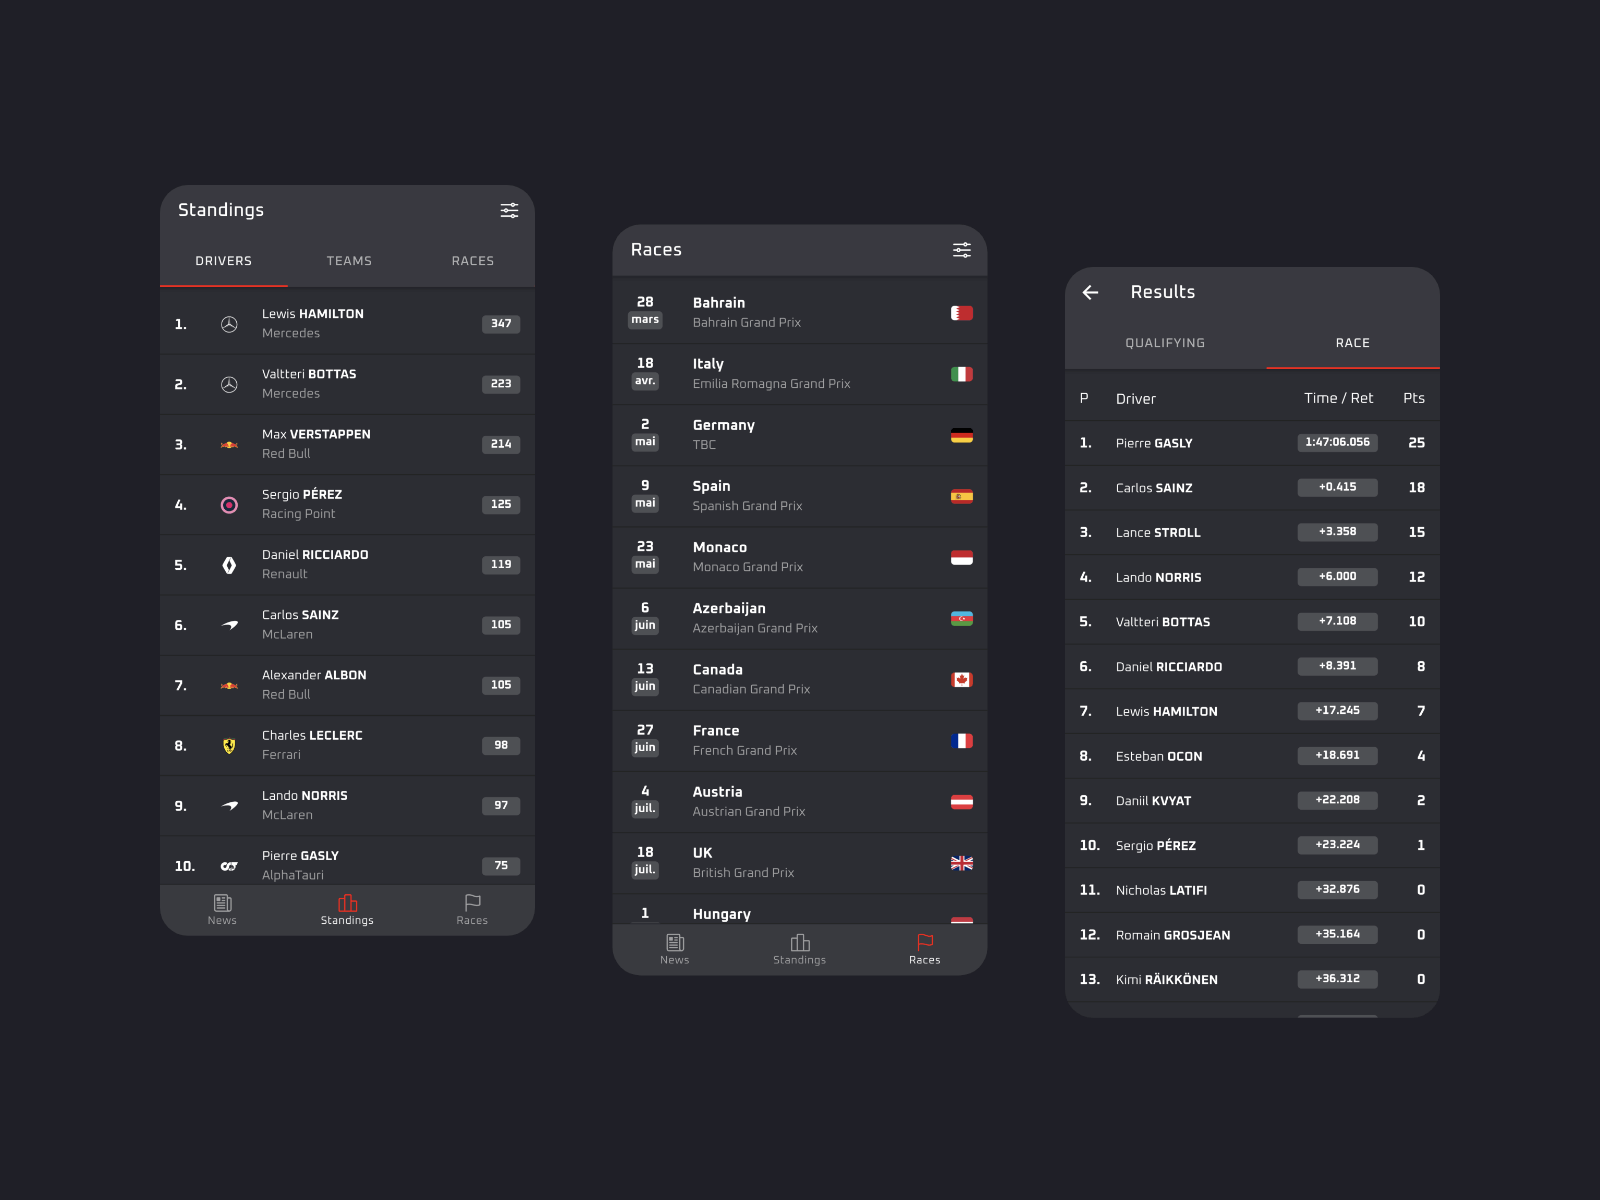 Standings
DRIVERS TEAMS RACES
1. Lewis HAMILTON 347
Mercedes
2. Valtteri BOTTAS 223
Mercedes
3. Max VERSTAPPEN 214
Red Bull
4. Sergio PÉREZ 125
Racing Point
5. Daniel RICCIARDO 119
Renault
6. Carlos SAINZ 105
McLaren
7. Alexander ALBON 105
Red Bull
8. Charles LECLERC 98
Ferrari
9. Lando NORRIS 97
McLaren
10. Pierre GASLY 75
AlphaTauri
News Standings Races
Races
28 Bahrain
mars Bahrain Grand Prix
18 Italy
avr. Emilia Romagna Grand Prix
2 Germany
mai TBC
9 Spain
mai Spanish Grand Prix
23 Monaco
mai Monaco Grand Prix
6 Azerbaijan
juin Azerbaijan Grand Prix
13 Canada
juin Canadian Grand Prix
27 France
juin French Grand Prix
4 Austria
juil. Austrian Grand Prix
18 UK
juil. British Grand Prix
1 Hungary
News Standings Races
Results
QUALIFYING RACE
P Driver Time / Ret Pts
1. Pierre GASLY 1:47:06.056 25
2. Carlos SAINZ +0.415 18
3. Lance STROLL +3.358 15
4. Lando NORRIS +6.000 12
5. Valtteri BOTTAS +7.108 10
6. Daniel RICCIARDO +8.391 8
7. Lewis HAMILTON +17.245 7
8. Esteban OCON +18.691 4
9. Daniil KVYAT +22.208 2
10. Sergio PÉREZ +23.224 1
11. Nicholas LATIFI +32.876 0
12. Romain GROSJEAN +35.164 0
13. Kimi RÄIKKÖNEN +36.312 0